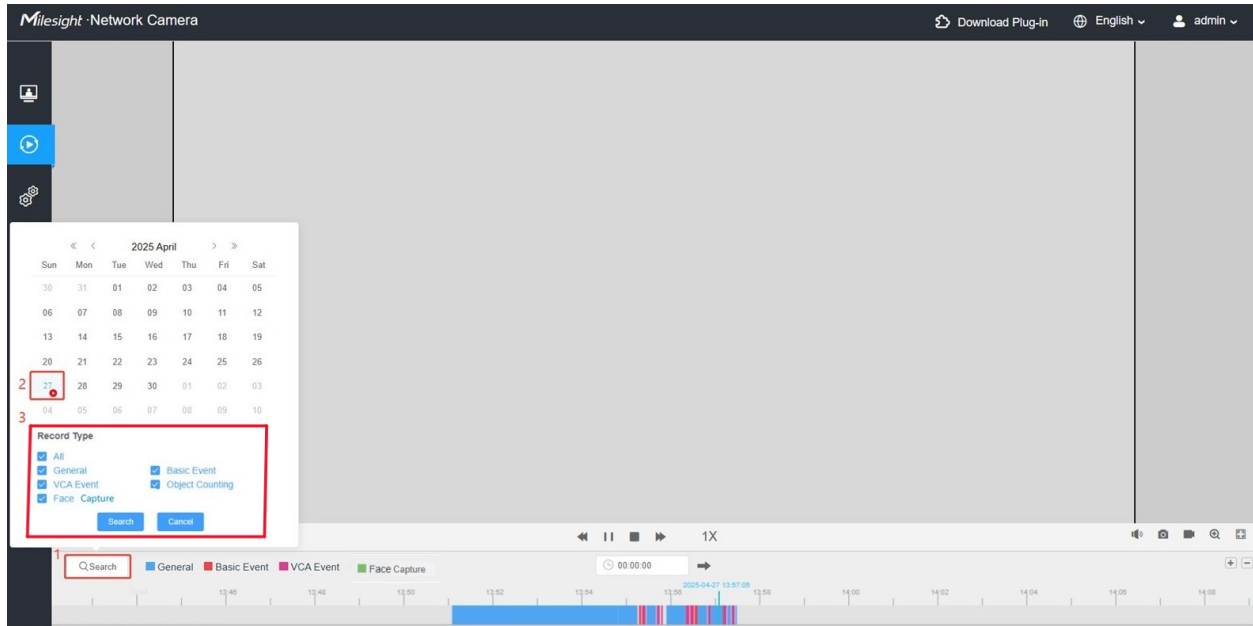 Milesight · Network Camera Download Plug-in English admin
« < 2025 April > »
Sun Mon Tue Wed Thu Fri Sat
30 31 01 02 03 04 05
06 07 08 09 10 11 12
13 14 15 16 17 18 19
20 21 22 23 24 25 26
2 27 28 29 30 01 02 03
04 05 06 07 08 09 10
3
Record Type
All
General Basic Event
VCA Event Object Counting
Face Capture
Search Cancel
1X
1
Search General Basic Event VCA Event Face Capture 00:00:00
2025-04-27 13:57:05
13:46 13:48 13:50 13:52 13:54 13:56 13:58 14:00 14:02 14:04 14:06 14:08